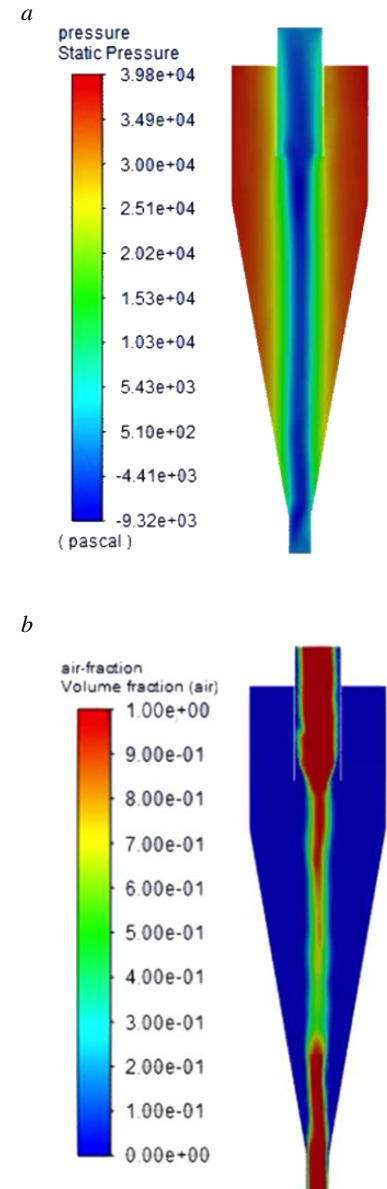 a
pressure
Static Pressure
3.98e+04
3.49e+04
3.00e+04
2.51e+04
2.02e+04
1.53e+04
1.03e+04
5.43e+03
5.10e+02
-4.41e+03
-9.32e+03
( pascal )
b
air-fraction
Volume fraction (air)
1.00e+00
9.00e-01
8.00e-01
7.00e-01
6.00e-01
5.00e-01
4.00e-01
3.00e-01
2.00e-01
1.00e-01
0.00e+00